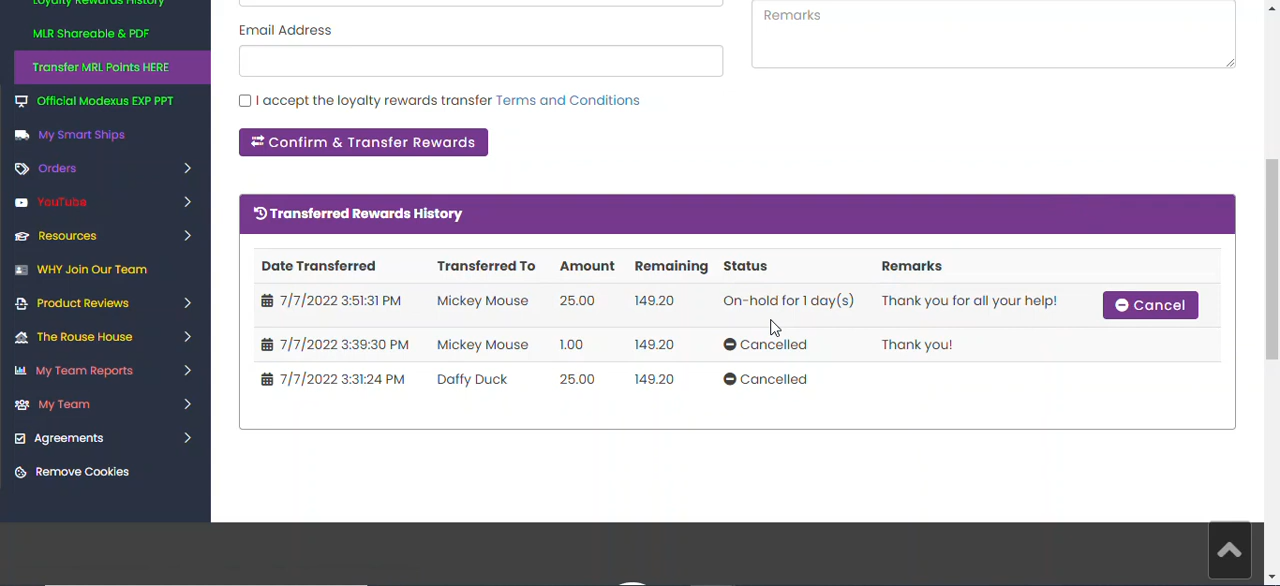 Loyalty Rewards History
MLR Shareable & PDF
Transfer MRL Points HERE
Official Modexus EXP PPT
My Smart Ships
Orders
YouTube
Resources
WHY Join Our Team
Product Reviews
The Rouse House
My Team Reports
My Team
Agreements
Remove Cookies
Remarks
Email Address
I accept the loyalty rewards transfer Terms and Conditions
Confirm & Transfer Rewards
Transferred Rewards History
Date Transferred Transferred To Amount Remaining Status Remarks
7/7/2022 3:51:31 PM Mickey Mouse 25.00 149.20 On-hold for 1 day(s) Thank you for all your help! Cancel
7/7/2022 3:39:30 PM Mickey Mouse 1.00 149.20 Cancelled Thank you!
7/7/2022 3:31:24 PM Daffy Duck 25.00 149.20 Cancelled